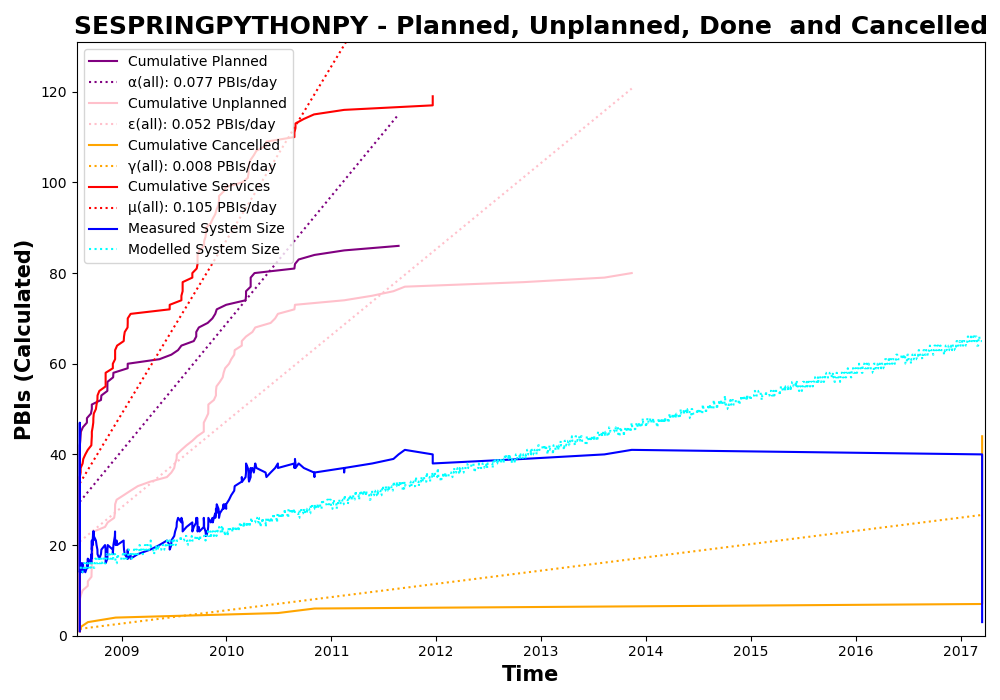 SESPRINGPYTHONPY - Planned, Unplanned, Done  and Cancelled
Cumulative Planned
α(all): 0.077 PBIs/day
Cumulative Unplanned
ε(all): 0.052 PBIs/day
Cumulative Cancelled
γ(all): 0.008 PBIs/day
Cumulative Services
μ(all): 0.105 PBIs/day
Measured System Size
Modelled System Size
PBIs (Calculated)
120
100
80
60
40
20
0
2009 2010 2011 2012 2013 2014 2015 2016 2017
Time